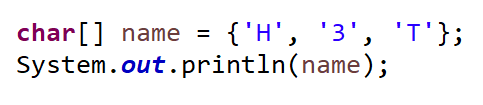 char[] name = {'H', '3', 'T'};
System.out.println(name);